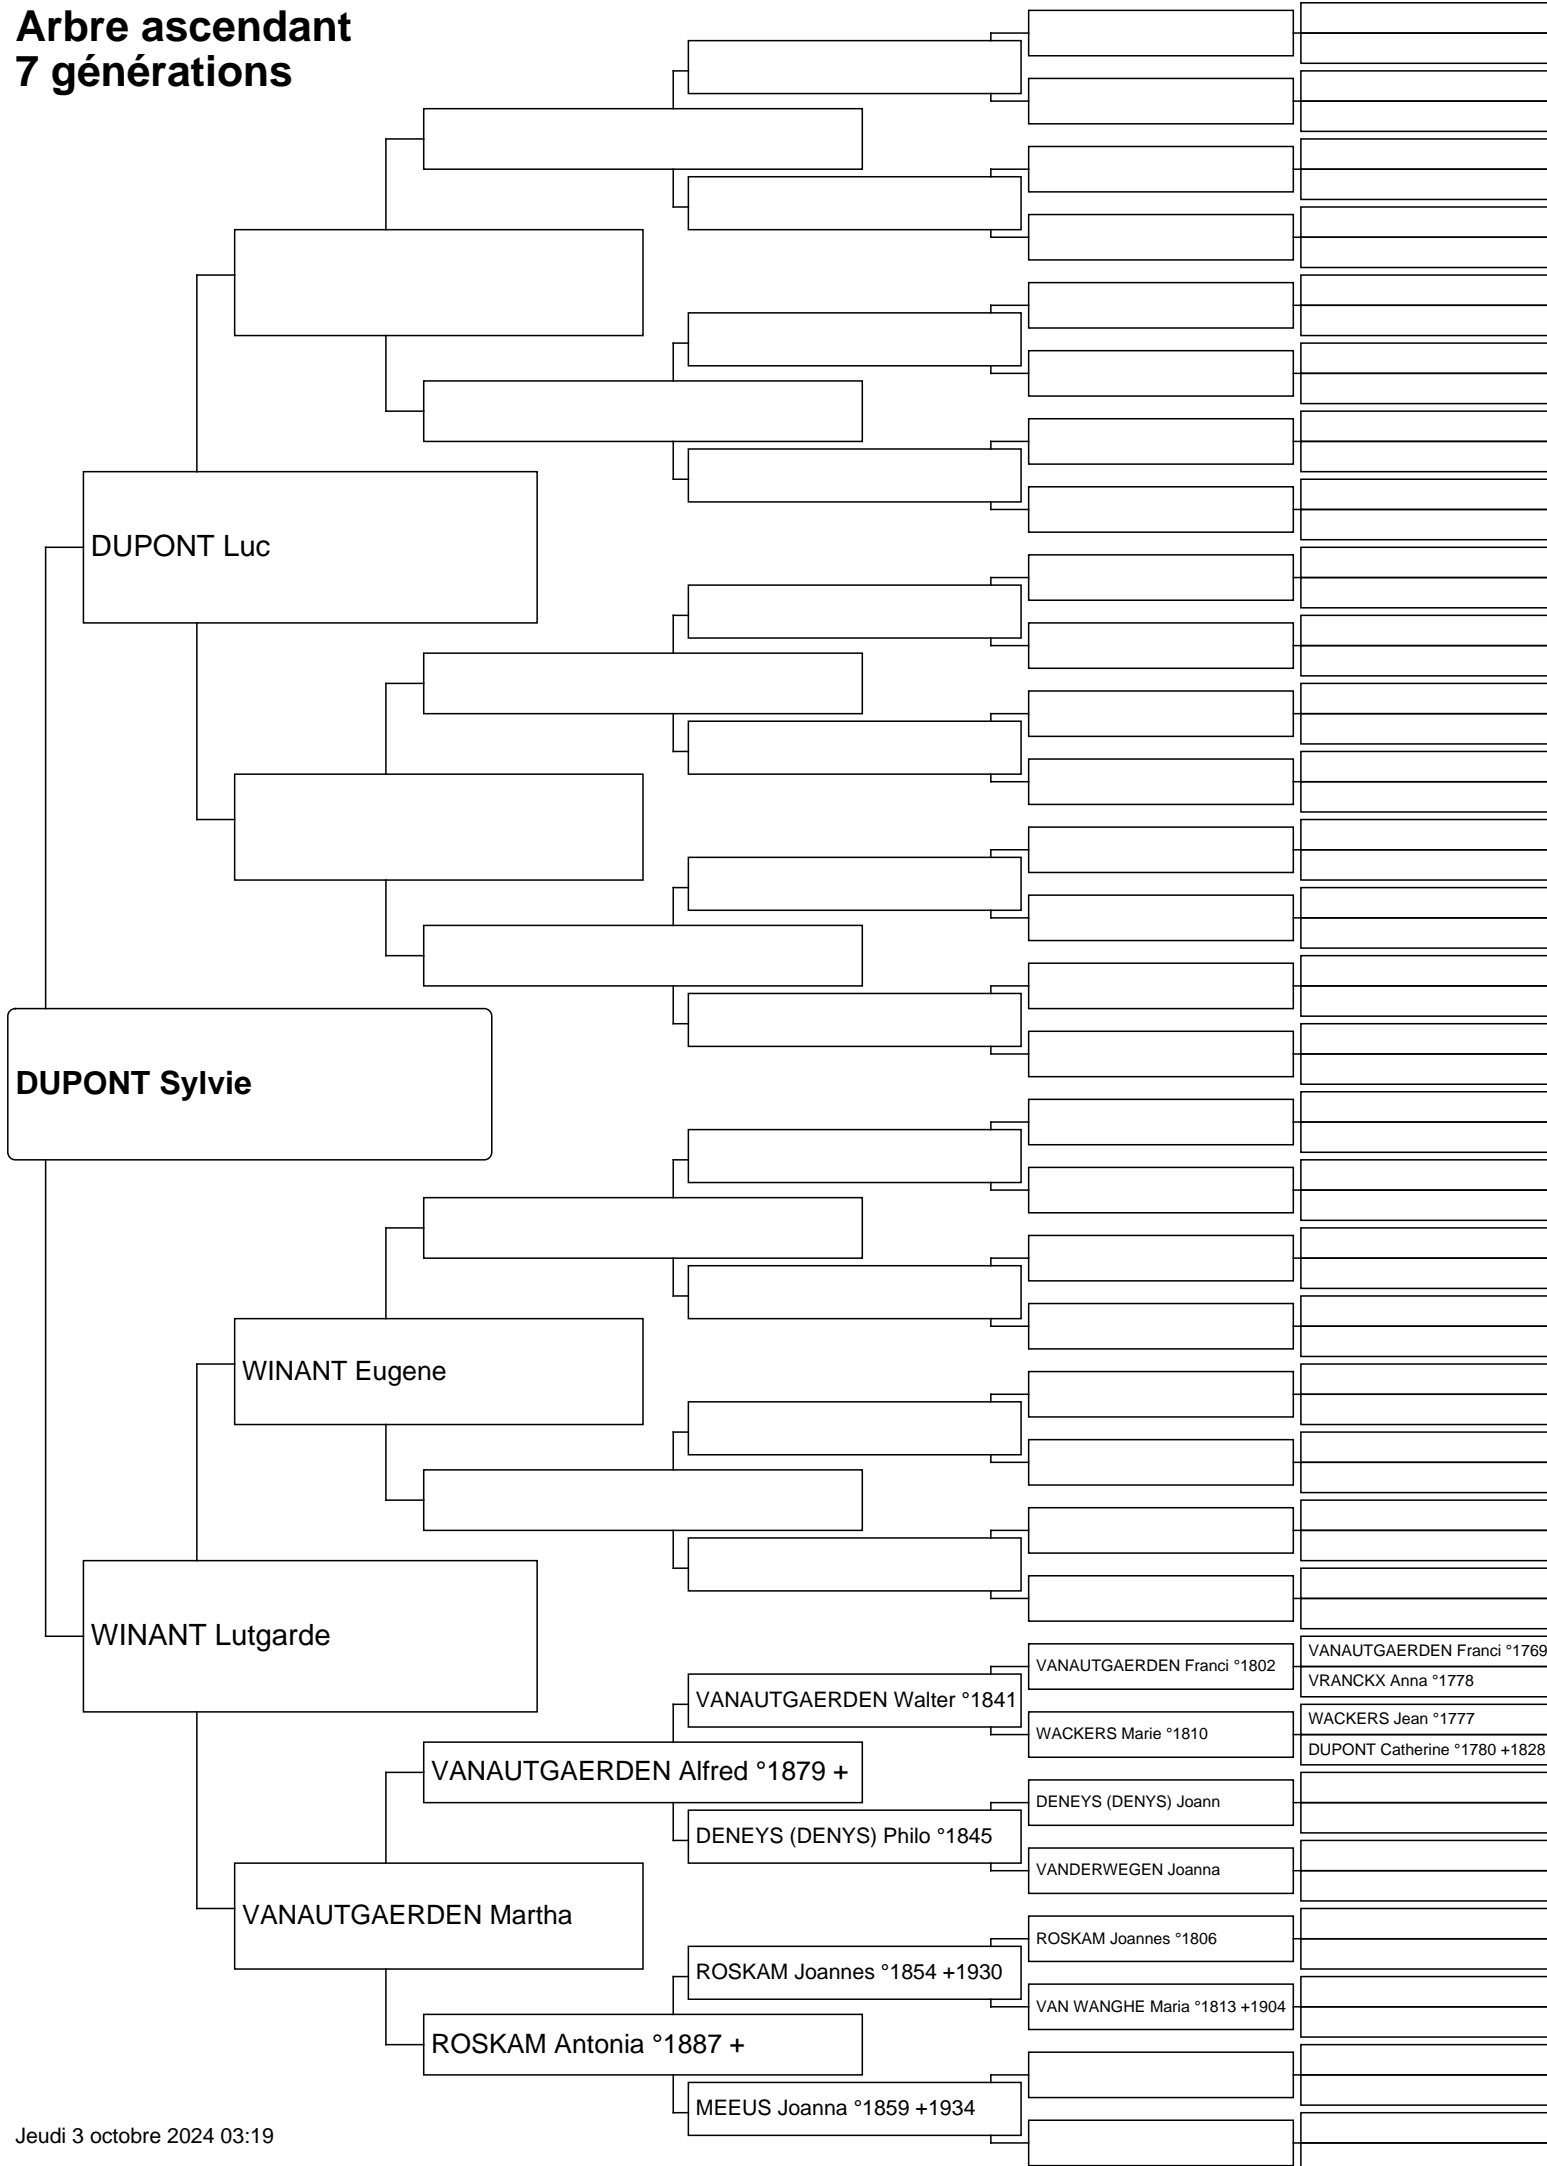 Arbre ascendant
7 générations
DUPONT Luc
DUPONT Sylvie
WINANT Eugene
WINANT Lutgarde
VANAUTGAERDEN Franci °1769
VANAUTGAERDEN Franci °1802
VRANCKX Anna °1778
VANAUTGAERDEN Walter °1841
WACKERS Jean °1777
WACKERS Marie °1810
DUPONT Catherine °1780 +1828
VANAUTGAERDEN Alfred °1879 +
DENEYS (DENYS) Joann
DENEYS (DENYS) Philo °1845
VANDERWEGEN Joanna
VANAUTGAERDEN Martha
ROSKAM Joannes °1806
ROSKAM Joannes °1854 +1930
VAN WANGHE Maria °1813 +1904
ROSKAM Antonia °1887 +
MEEUS Joanna °1859 +1934
Jeudi 3 octobre 2024 03:19